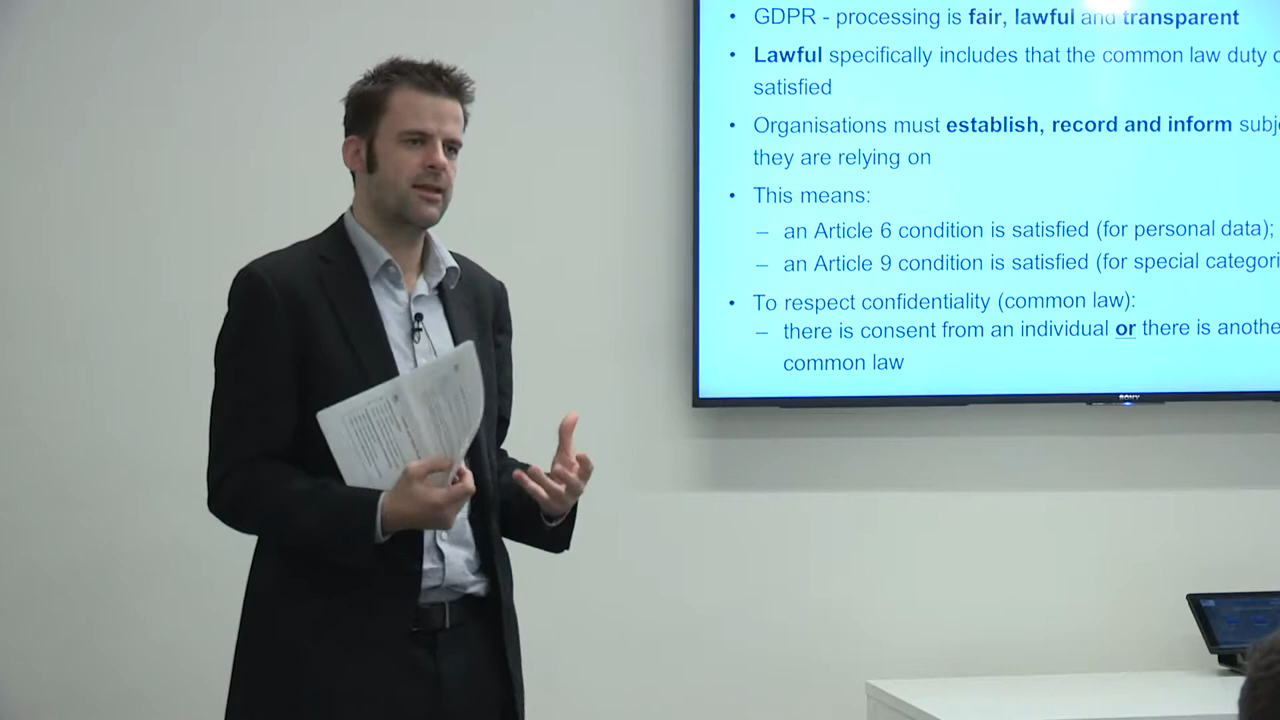 • GDPR - processing is fair, lawful and transparent
• Lawful specifically includes that the common law duty
satisfied
• Organisations must establish, record and inform
they are relying on
• This means:
– an Article 6 condition is satisfied (for personal data);
– an Article 9 condition is satisfied (for special
• To respect confidentiality (common law):
– there is consent from an individual or there is
common law
SONY